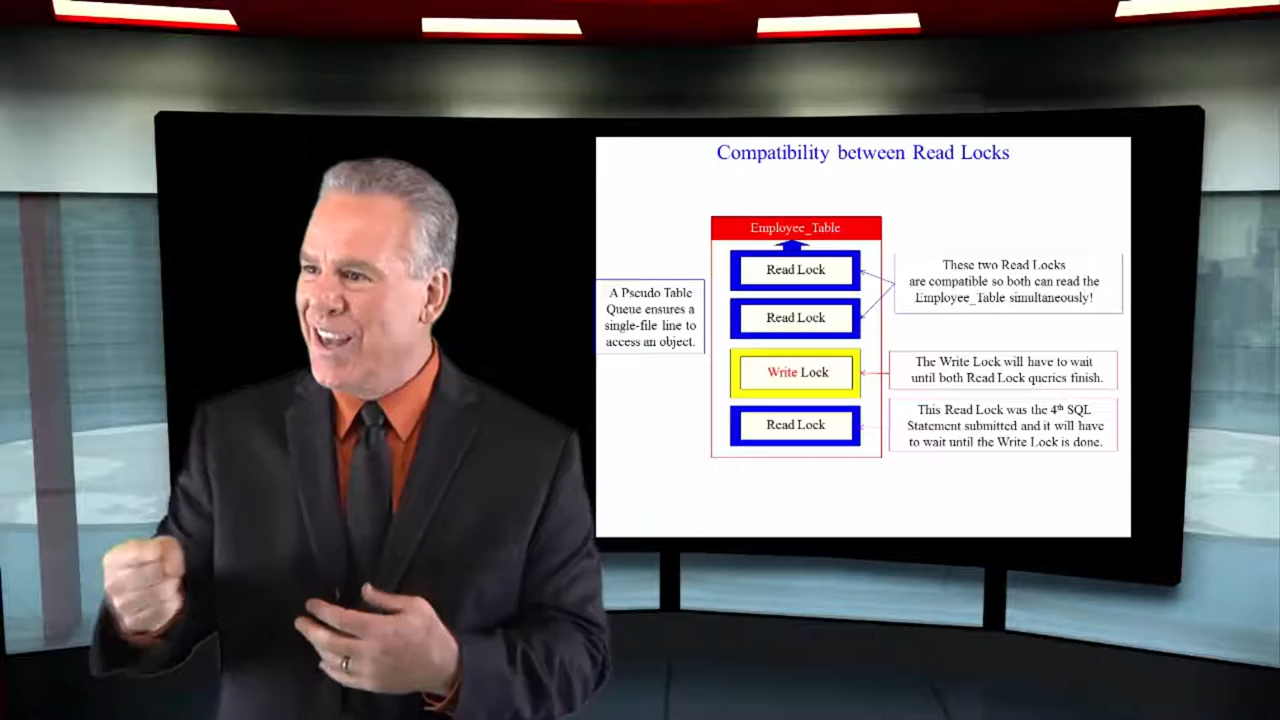 Compatibility between Read Locks
Employee_Table
Read Lock
Read Lock
Write Lock
Read Lock
A Pseudo Table
Queue ensures a
single-file line to
access an object.
These two Read Locks
are compatible so both can read the
Employee_Table simultaneously!
The Write Lock will have to wait
until both Read Lock queries finish.
This Read Lock was the 4th SQL
Statement submitted and it will have
to wait until the Write Lock is done.